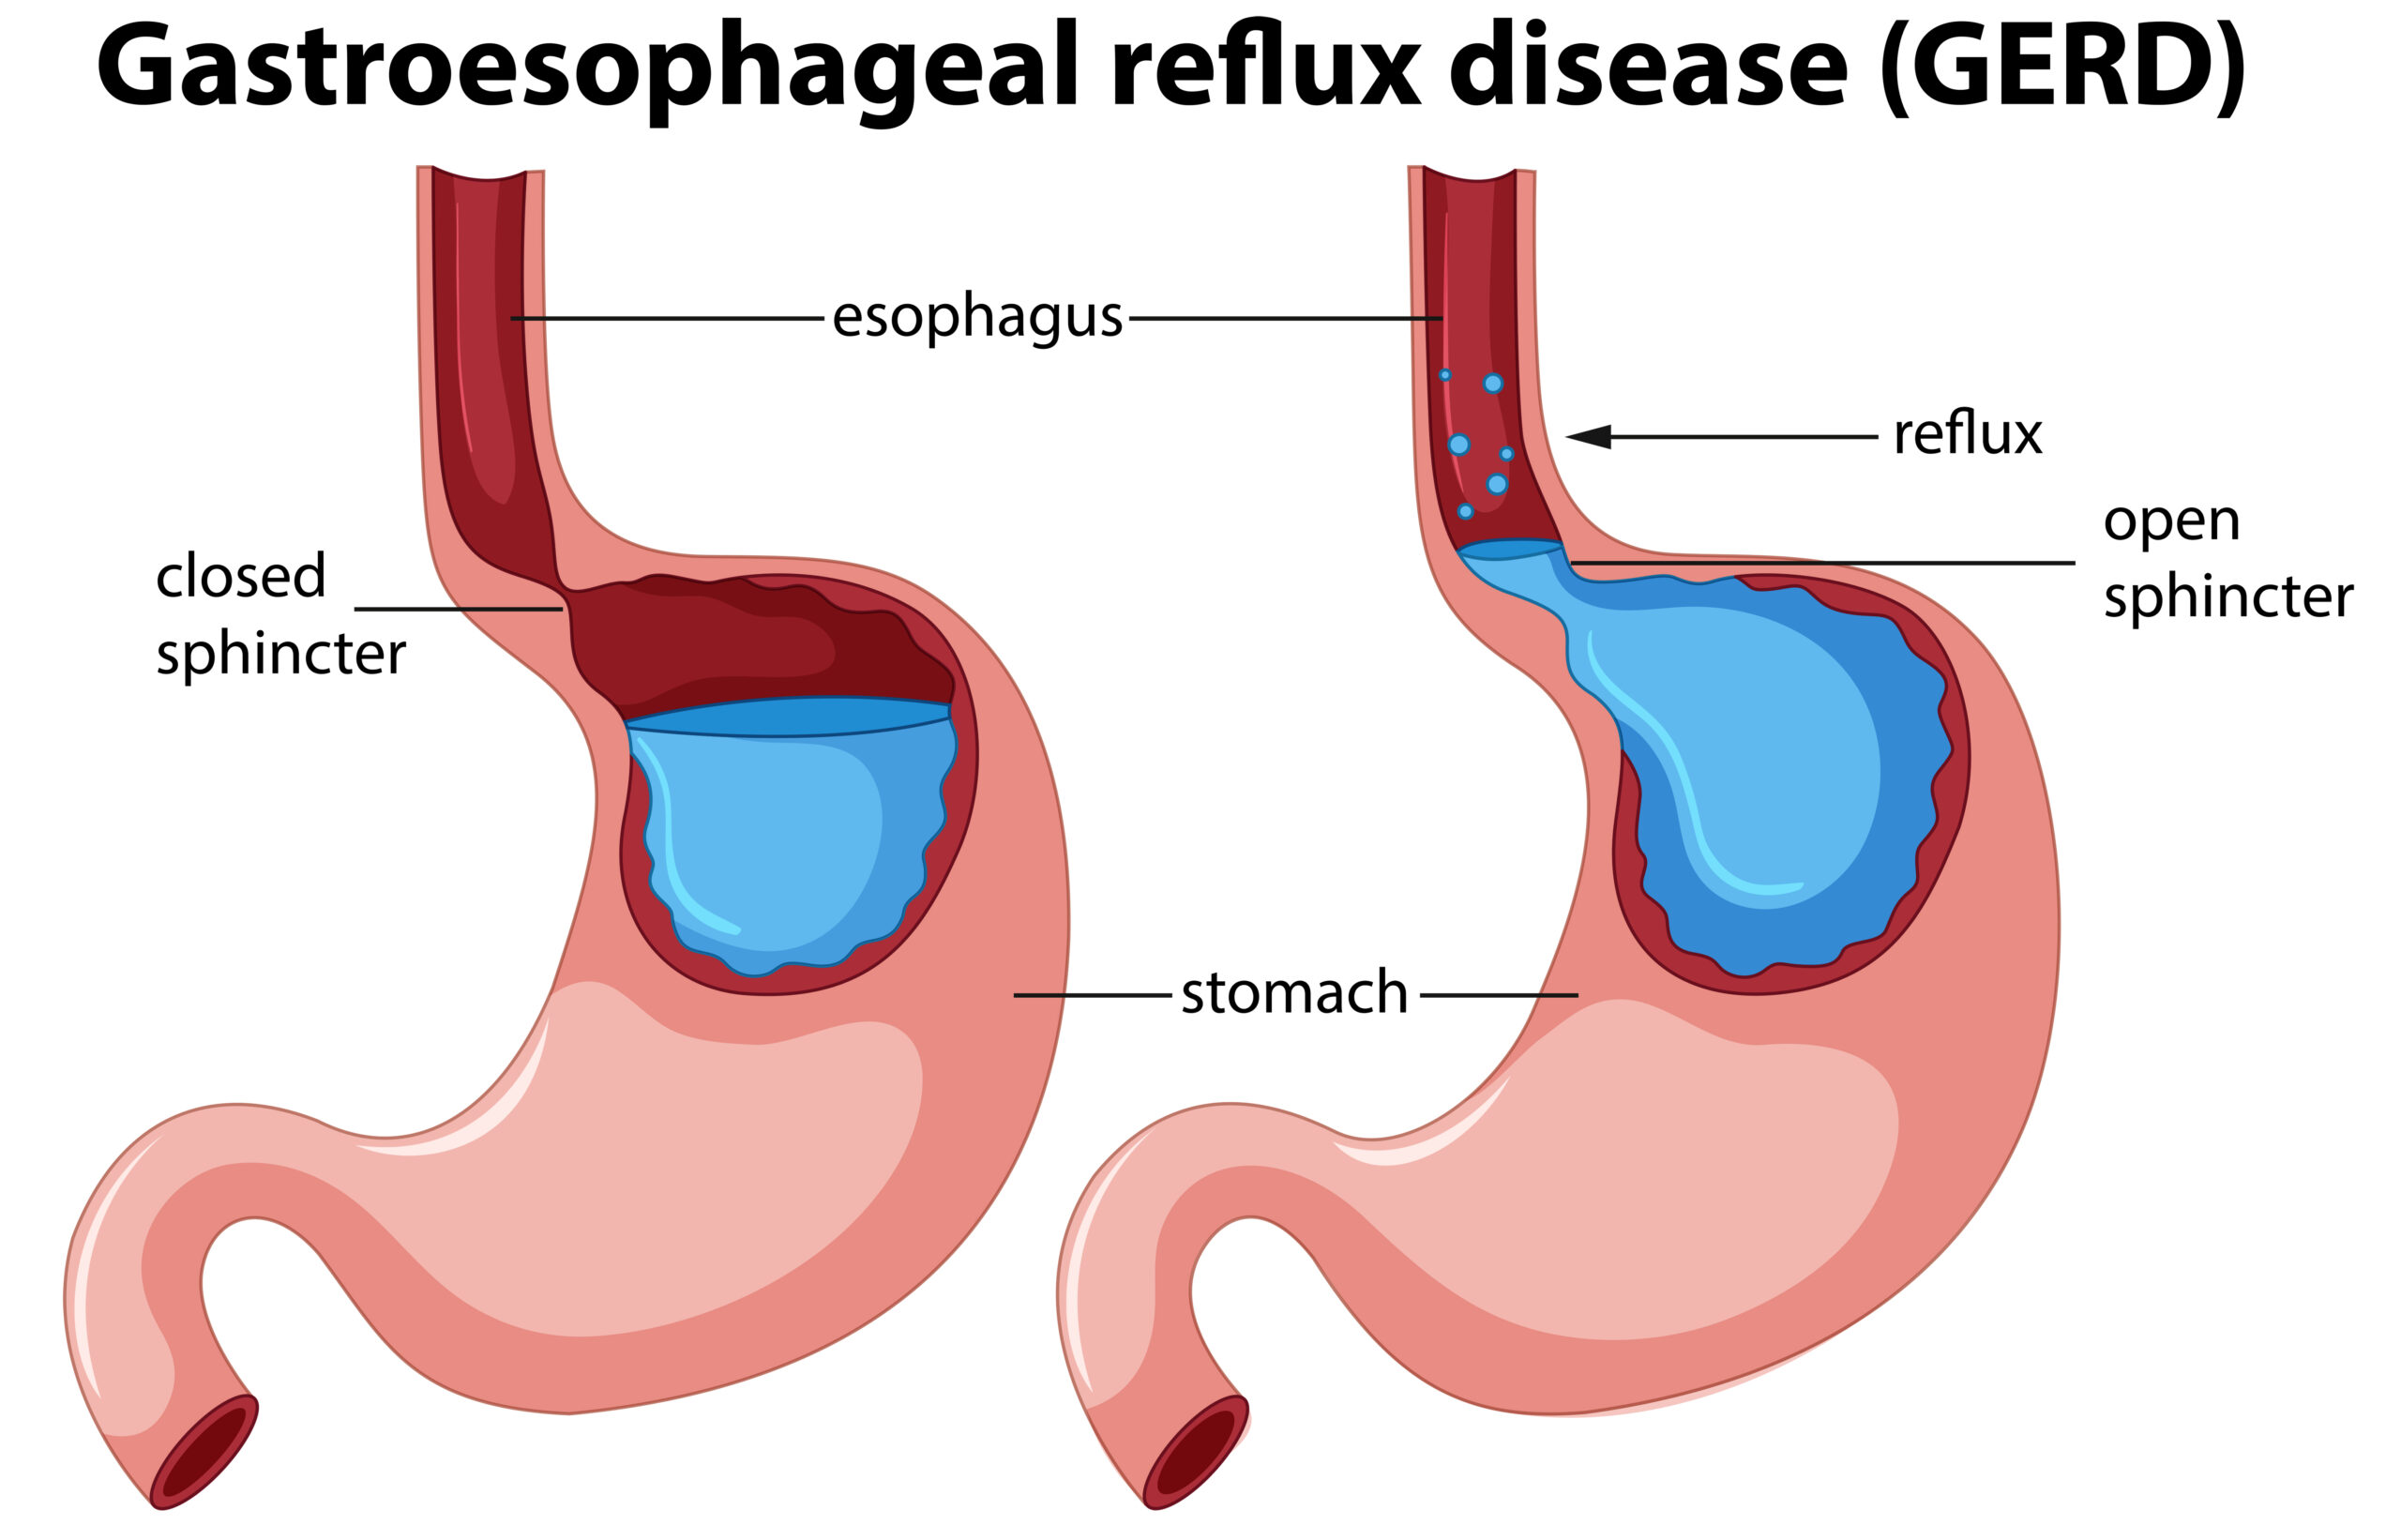 Gastroesophageal reflux disease (GERD)
esophagus
reflux
open
sphincter
closed
sphincter
stomach